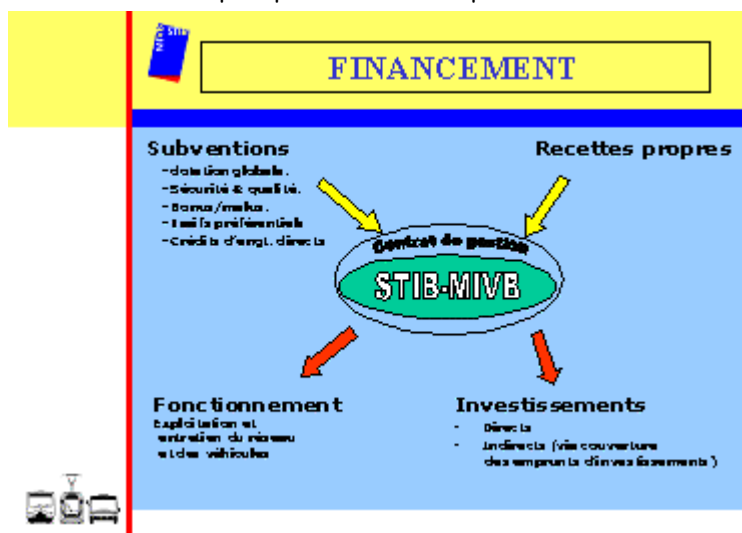 FINANCEMENT
Subventions
- dotation globale.
- Sécurité & qualité.
- Bonus/malus.
- Tarifs préférentiels
- Crédits d'engt. directs
Recettes propres
Contrat de gestion
STIB-MIVB
Fonctionnement
Exploitation et
entretien du réseau
et des véhicules
Investissements
- Directs
- Indirects (via couverture
des emprunts d'investissements)